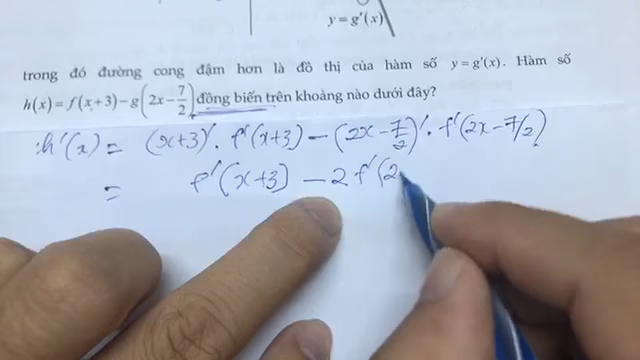 y = g'(x)
trong đó đường cong đậm hơn là đồ thị của hàm số y = g'(x). Hàm số
h(x) = f(x+3) − g(2x − 7/2) đồng biến trên khoảng nào dưới đây?
h'(x) = (x+3)'. f'(x+3) − (2x − 7/2)'. f'(2x − 7/2)
= f'(x+3) − 2 f'(2